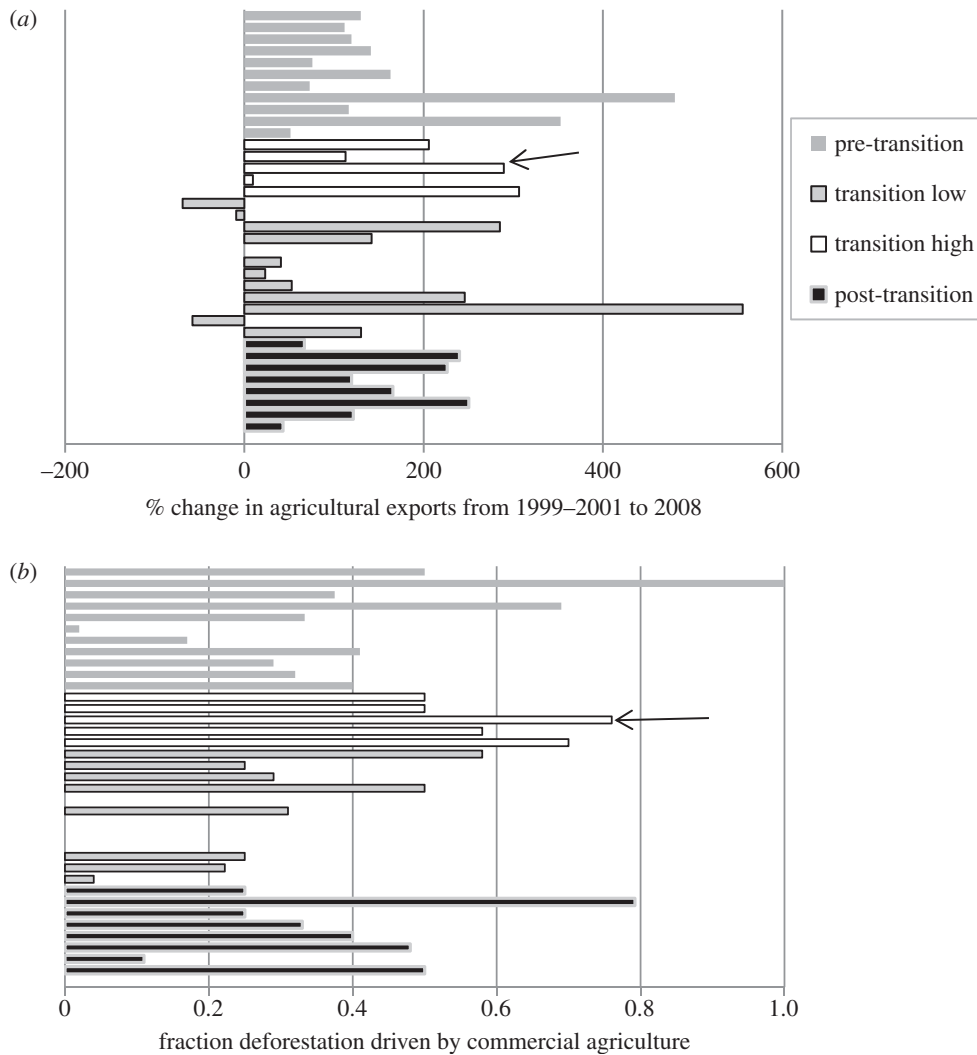 (a)
pre-transition
transition low
transition high
post-transition
–200 0 200 400 600
% change in agricultural exports from 1999–2001 to 2008
(b)
0 0.2 0.4 0.6 0.8 1.0
fraction deforestation driven by commercial agriculture